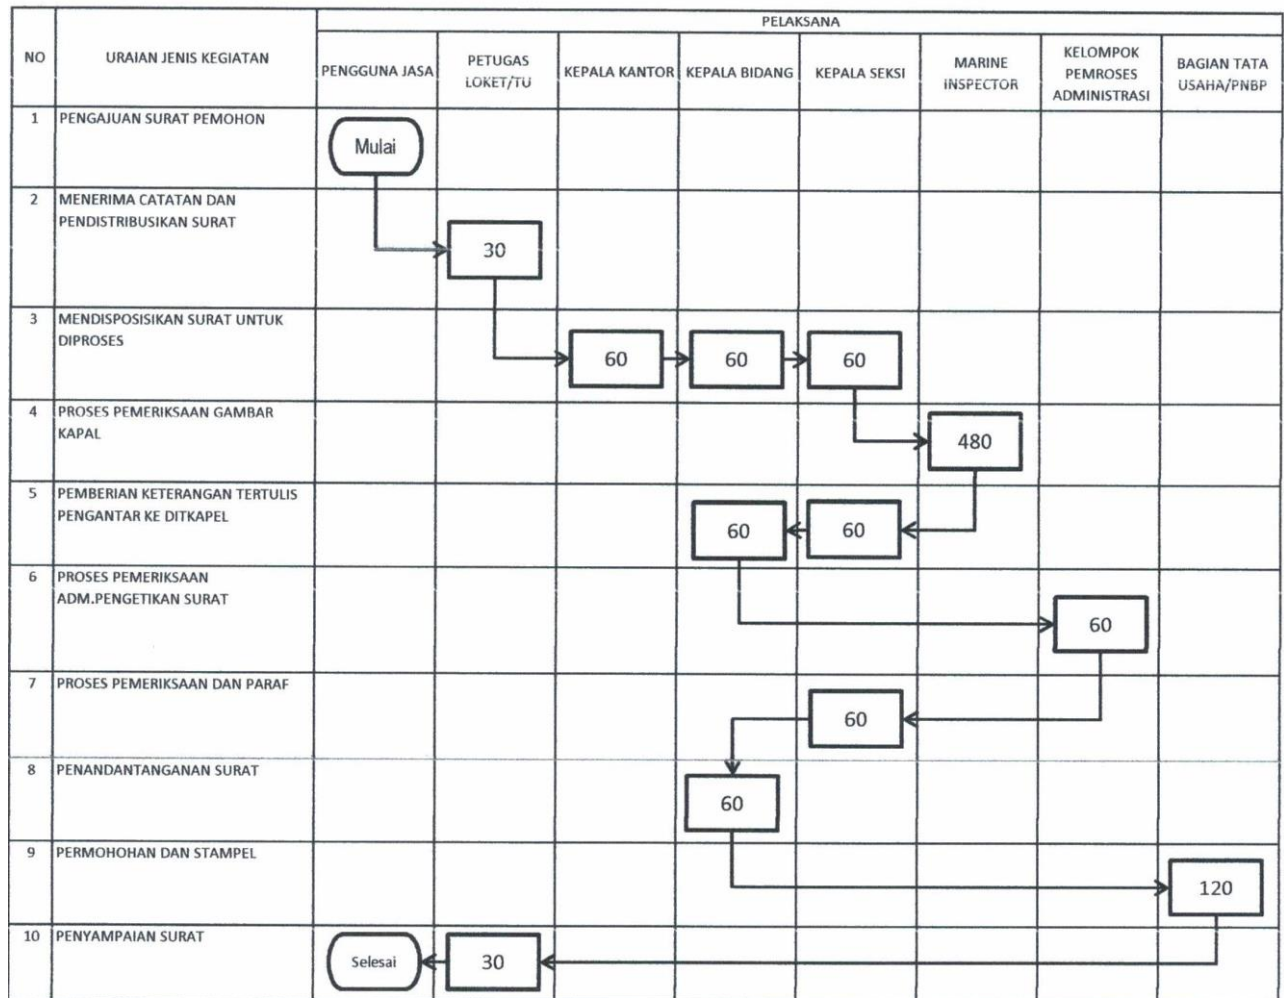 PELAKSANA
NO
URAIAN JENIS KEGIATAN
PENGGUNA JASA
PETUGAS
LOKET/TU
KEPALA KANTOR
KEPALA BIDANG
KEPALA SEKSI
MARINE
INSPECTOR
KELOMPOK
PEMROSES
ADMINISTRASI
BAGIAN TATA
USAHA/PNBP
1 PENGAJUAN SURAT PEMOHON
Mulai
2 MENERIMA CATATAN DAN
PENDISTRIBUSIKAN SURAT
30
3 MENDISPOSISIKAN SURAT UNTUK
DIPROSES
60 60 60
4 PROSES PEMERIKSAAN GAMBAR
KAPAL
480
5 PEMBERIAN KETERANGAN TERTULIS
PENGANTAR KE DITKAPEL
60 60
6 PROSES PEMERIKSAAN
ADM.PENGETIKAN SURAT
60
7 PROSES PEMERIKSAAN DAN PARAF
60
8 PENANDANTANGANAN SURAT
60
9 PERMOHOHAN DAN STAMPEL
120
10 PENYAMPAIAN SURAT
Selesai 30